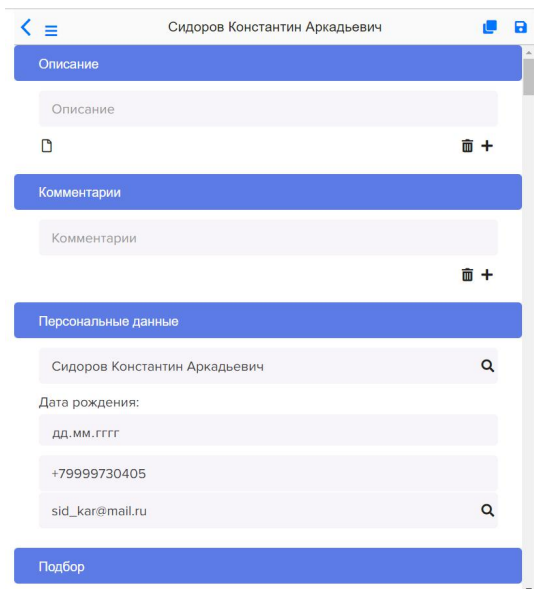 Сидоров Константин Аркадьевич
Описание
Описание
Комментарии
Комментарии
Персональные данные
Сидоров Константин Аркадьевич
Дата рождения:
дд.мм.гггг
+79999730405
sid_kar@mail.ru
Подбор